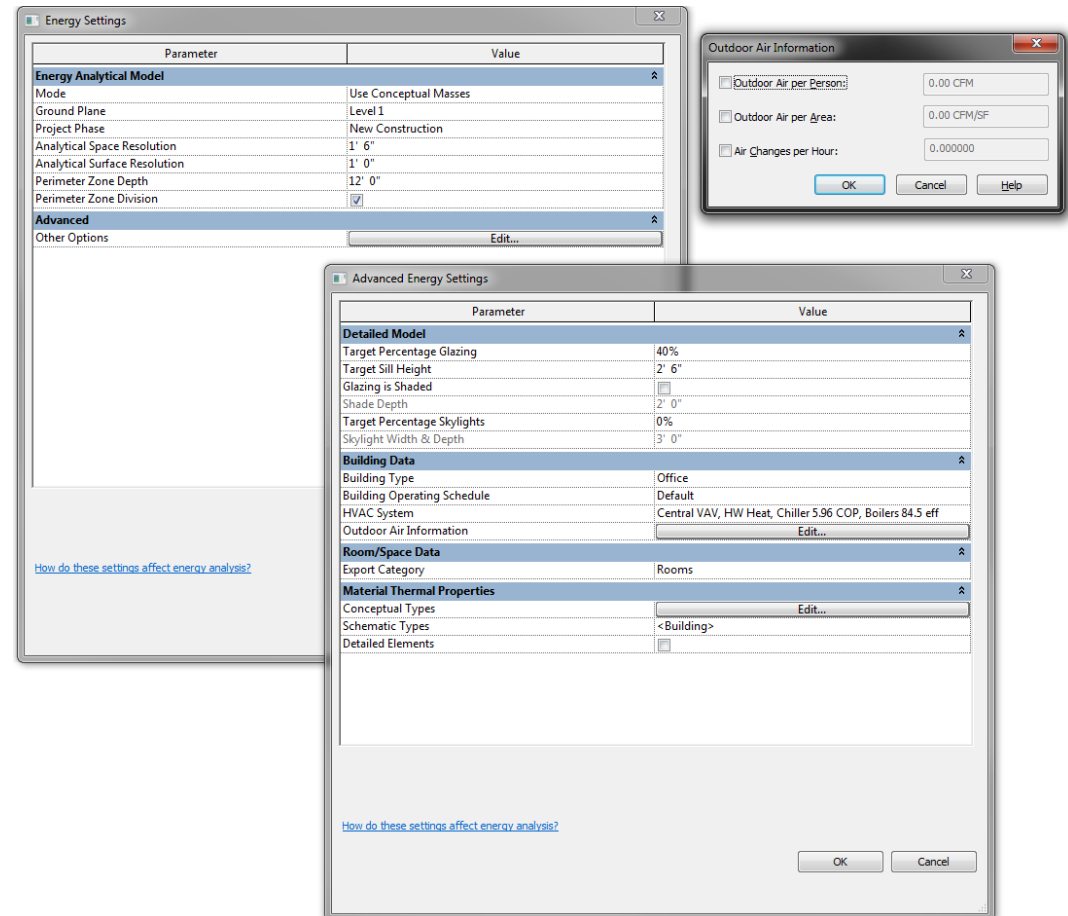 Energy Settings
Parameter Value
Energy Analytical Model
Mode Use Conceptual Masses
Ground Plane Level 1
Project Phase New Construction
Analytical Space Resolution 1' 6"
Analytical Surface Resolution 1' 0"
Perimeter Zone Depth 12' 0"
Perimeter Zone Division
Advanced
Other Options Edit...
How do these settings affect energy analysis?
Outdoor Air Information
Outdoor Air per Person: 0.00 CFM
Outdoor Air per Area: 0.00 CFM/SF
Air Changes per Hour: 0.000000
OK Cancel Help
Advanced Energy Settings
Parameter Value
Detailed Model
Target Percentage Glazing 40%
Target Sill Height 2' 6"
Glazing is Shaded
Shade Depth 2' 0"
Target Percentage Skylights 0%
Skylight Width & Depth 3' 0"
Building Data
Building Type Office
Building Operating Schedule Default
HVAC System Central VAV, HW Heat, Chiller 5.96 COP, Boilers 84.5 eff
Outdoor Air Information Edit...
Room/Space Data
Export Category Rooms
Material Thermal Properties
Conceptual Types Edit...
Schematic Types <Building>
Detailed Elements
How do these settings affect energy analysis?
OK Cancel